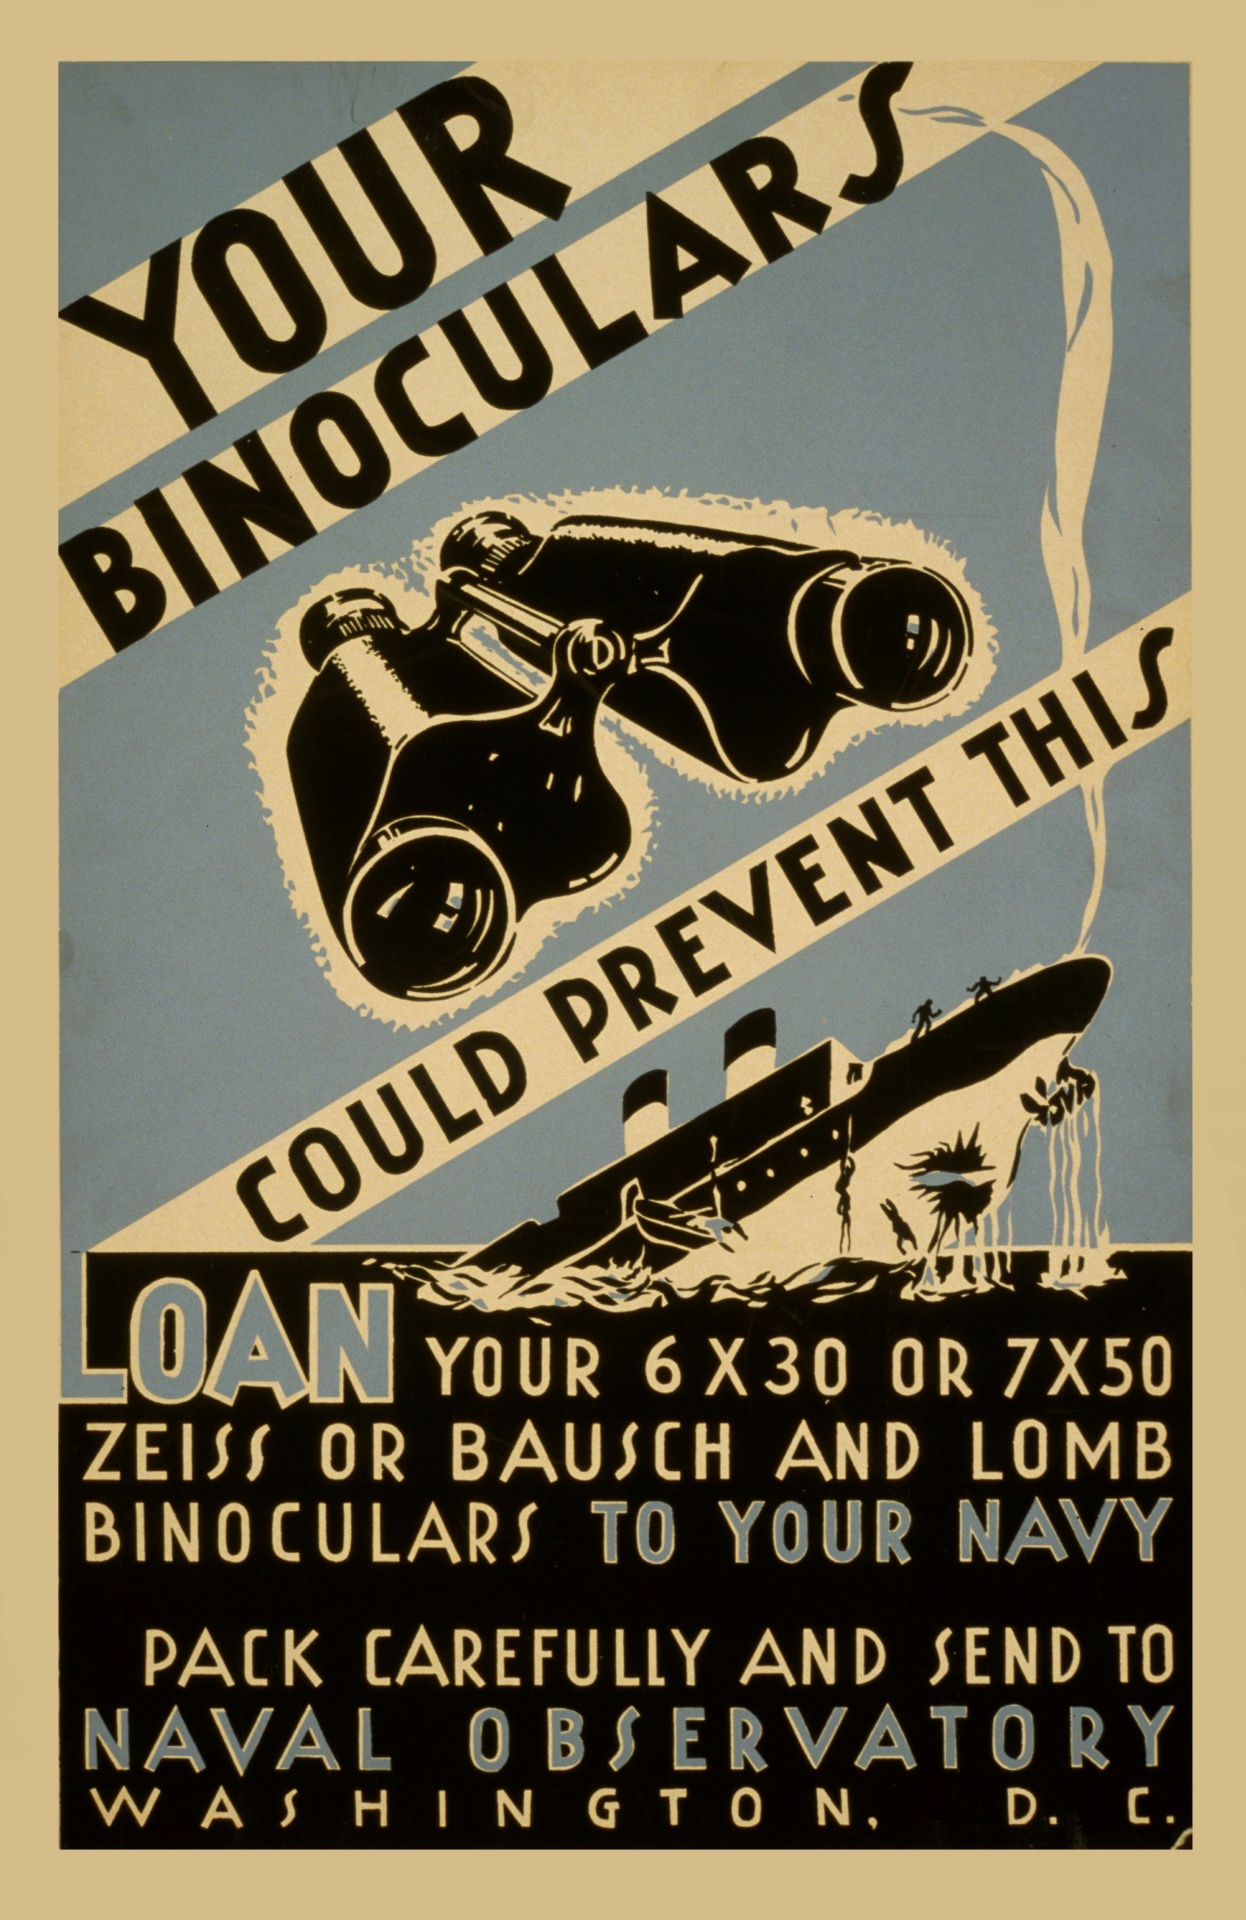 YOUR
BINOCULARS
COULD PREVENT THIS
LOAN YOUR 6X30 OR 7X50
ZEISS OR BAUSCH AND LOMB
BINOCULARS TO YOUR NAVY
PACK CAREFULLY AND SEND TO
NAVAL OBSERVATORY
WASHINGTON, D. C.